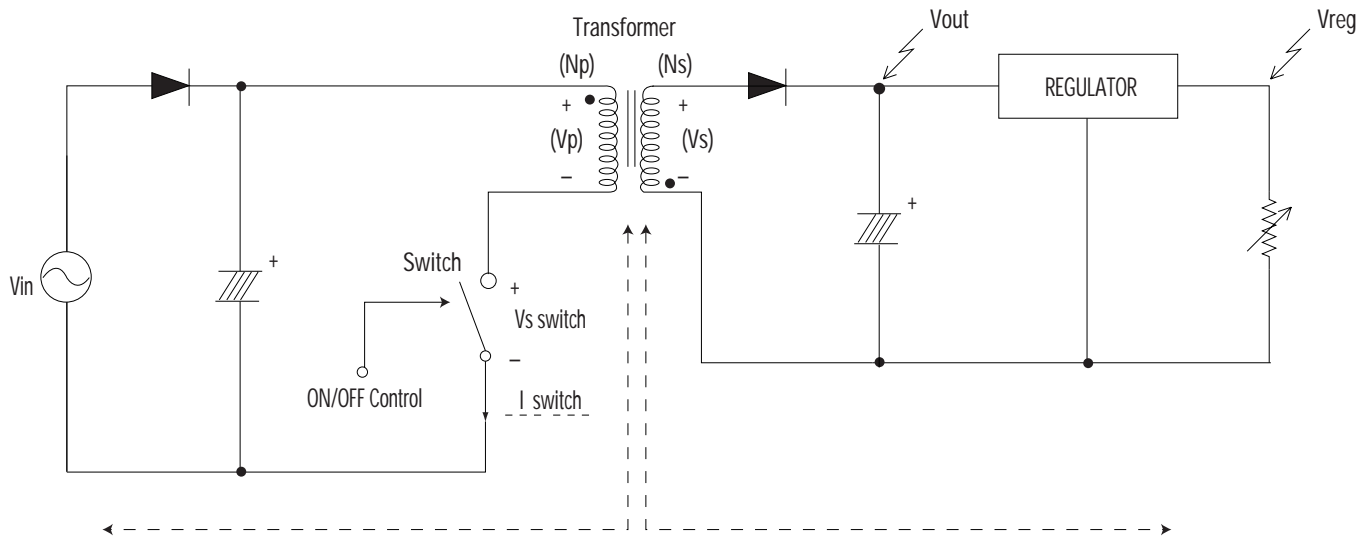 Transformer
Vout
Vreg
(Np)
(Ns)
REGULATOR
+
+
(Vp)
(Vs)
–
–
+
+
Vin
Switch
+
Vs switch
–
ON/OFF Control
I switch